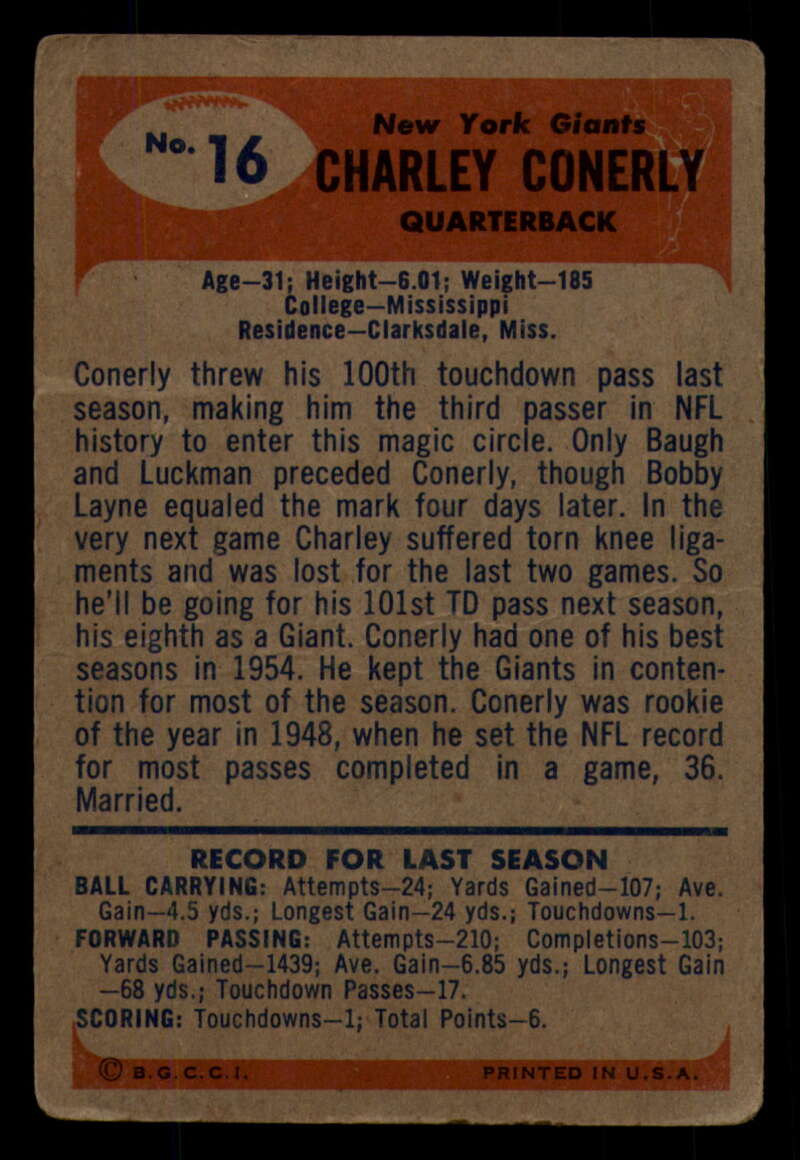 No. 16
New York Giants
CHARLEY CONERLY
QUARTERBACK
Age—31; Height—6.01; Weight—185
College—Mississippi
Residence—Clarksdale, Miss.
Conerly threw his 100th touchdown pass last
season, making him the third passer in NFL
history to enter this magic circle. Only Baugh
and Luckman preceded Conerly, though Bobby
Layne equaled the mark four days later. In the
very next game Charley suffered torn knee liga-
ments and was lost for the last two games. So
he'll be going for his 101st TD pass next season,
his eighth as a Giant. Conerly had one of his best
seasons in 1954. He kept the Giants in conten-
tion for most of the season. Conerly was rookie
of the year in 1948, when he set the NFL record
for most passes completed in a game, 36.
Married.
RECORD FOR LAST SEASON
BALL CARRYING: Attempts—24; Yards Gained—107; Ave.
Gain—4.5 yds.; Longest Gain—24 yds.; Touchdowns—1.
FORWARD PASSING: Attempts—210; Completions—103;
Yards Gained—1439; Ave. Gain—6.85 yds.; Longest Gain
—68 yds.; Touchdown Passes—17.
SCORING: Touchdowns—1; Total Points—6.
© B.G.C.C.I.
PRINTED IN U.S.A.